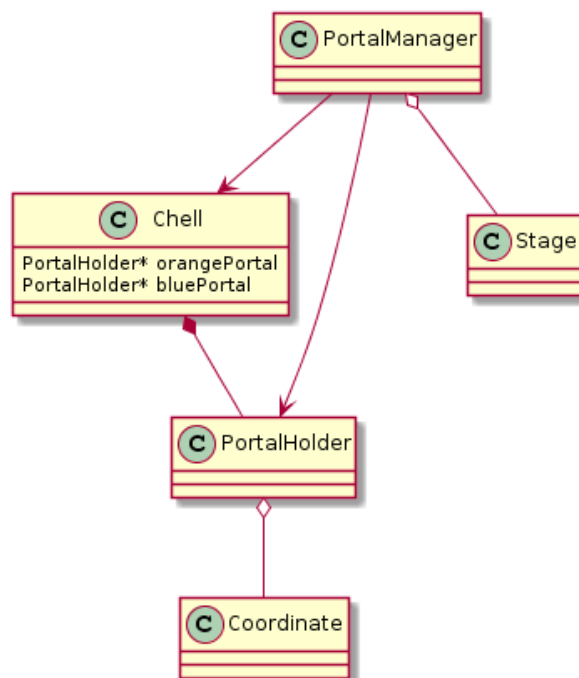 C PortalManager
C Chell
PortalHolder* orangePortal
PortalHolder* bluePortal
C Stage
C PortalHolder
C Coordinate